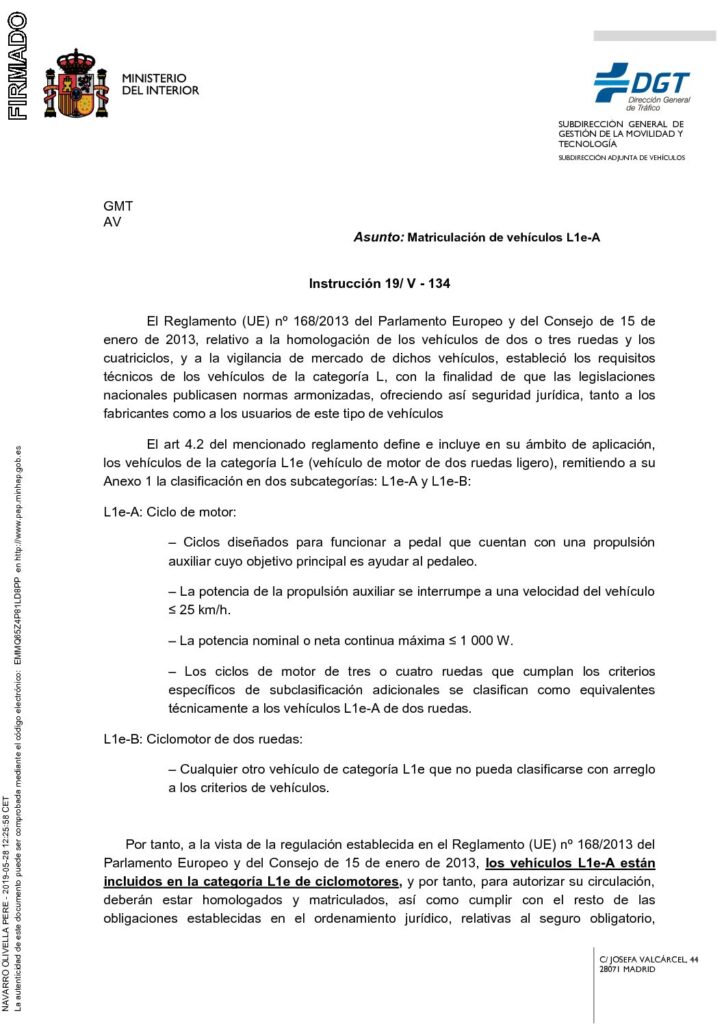 FIRMADO
MINISTERIO
DEL INTERIOR
DGT
Dirección General
de Tráfico
SUBDIRECCIÓN GENERAL DE
GESTIÓN DE LA MOVILIDAD Y
TECNOLOGÍA
SUBDIRECCIÓN ADJUNTA DE VEHÍCULOS
GMT
AV
Asunto: Matriculación de vehículos L1e-A
Instrucción 19/ V - 134
El Reglamento (UE) nº 168/2013 del Parlamento Europeo y del Consejo de 15 de
enero de 2013, relativo a la homologación de los vehículos de dos o tres ruedas y los
cuatriciclos, y a la vigilancia de mercado de dichos vehículos, estableció los requisitos
técnicos de los vehículos de la categoría L, con la finalidad de que las legislaciones
nacionales publicasen normas armonizadas, ofreciendo así seguridad jurídica, tanto a los
fabricantes como a los usuarios de este tipo de vehículos
El art 4.2 del mencionado reglamento define e incluye en su ámbito de aplicación,
los vehículos de la categoría L1e (vehículo de motor de dos ruedas ligero), remitiendo a su
Anexo 1 la clasificación en dos subcategorías: L1e-A y L1e-B:
L1e-A: Ciclo de motor:
– Ciclos diseñados para funcionar a pedal que cuentan con una propulsión
auxiliar cuyo objetivo principal es ayudar al pedaleo.
– La potencia de la propulsión auxiliar se interrumpe a una velocidad del vehículo
≤ 25 km/h.
– La potencia nominal o neta continua máxima ≤ 1 000 W.
– Los ciclos de motor de tres o cuatro ruedas que cumplan los criterios
específicos de subclasificación adicionales se clasifican como equivalentes
técnicamente a los vehículos L1e-A de dos ruedas.
L1e-B: Ciclomotor de dos ruedas:
– Cualquier otro vehículo de categoría L1e que no pueda clasificarse con arreglo
a los criterios de vehículos.
Por tanto, a la vista de la regulación establecida en el Reglamento (UE) nº 168/2013 del
Parlamento Europeo y del Consejo de 15 de enero de 2013, los vehículos L1e-A están
incluidos en la categoría L1e de ciclomotores, y por tanto, para autorizar su circulación,
deberán estar homologados y matriculados, así como cumplir con el resto de las
obligaciones establecidas en el ordenamiento jurídico, relativas al seguro obligatorio,
C/ JOSEFA VALCÁRCEL, 44
28071 MADRID
NAVARRO OLIVELLA PERE - 2019-05-28 12:25:58 CET
La autenticidad de este documento puede ser comprobada mediante el código electrónico: EMMQ65Z4P81LD8PP en http://www.pap.minhap.gob.es